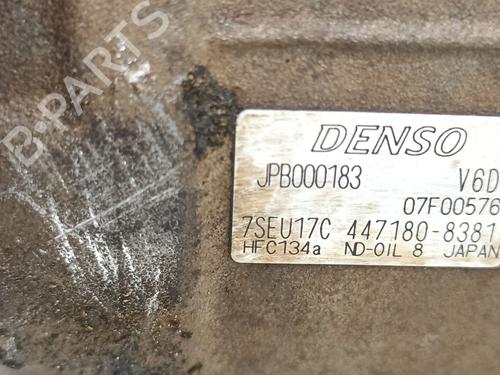 B-PARTS
DENSO
JPB000183 V6D
07F00576
7SEU17C 447180-8381
HFC134a ND-OIL 8 JAPAN